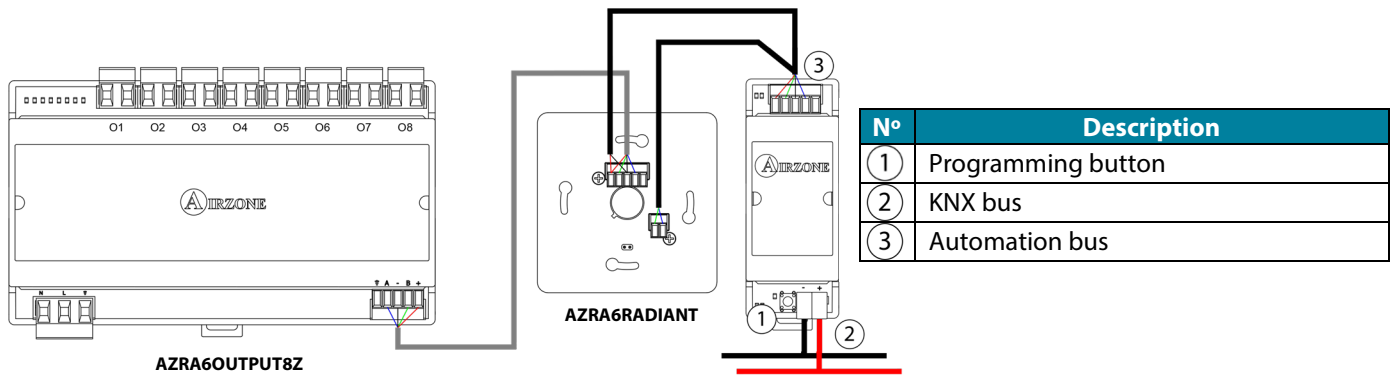 O1 O2 O3 O4 O5 O6 O7 O8
AIRZONE
N L
A - B +
AZRA6OUTPUT8Z
AZRA6RADIANT
3
AIRZONE
- +
1
2
Nº Description
1 Programming button
2 KNX bus
3 Automation bus